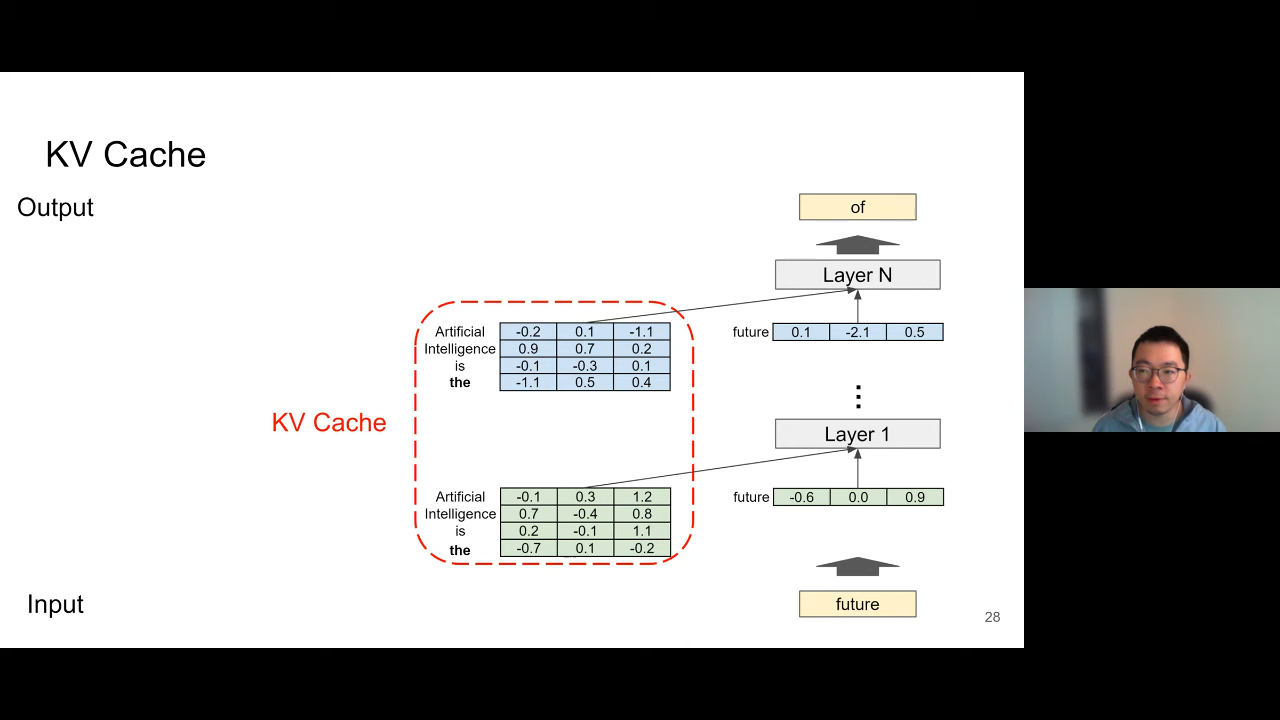 KV Cache
Output
of
Layer N
Artificial -0.2 0.1 -1.1
future 0.1 -2.1 0.5
Intelligence 0.9 0.7 0.2
is -0.1 -0.3 0.1
the -1.1 0.5 0.4
KV Cache
Layer 1
Artificial -0.1 0.3 1.2
future -0.6 0.0 0.9
Intelligence 0.7 -0.4 0.8
is 0.2 -0.1 1.1
the -0.7 0.1 -0.2
Input
future
28